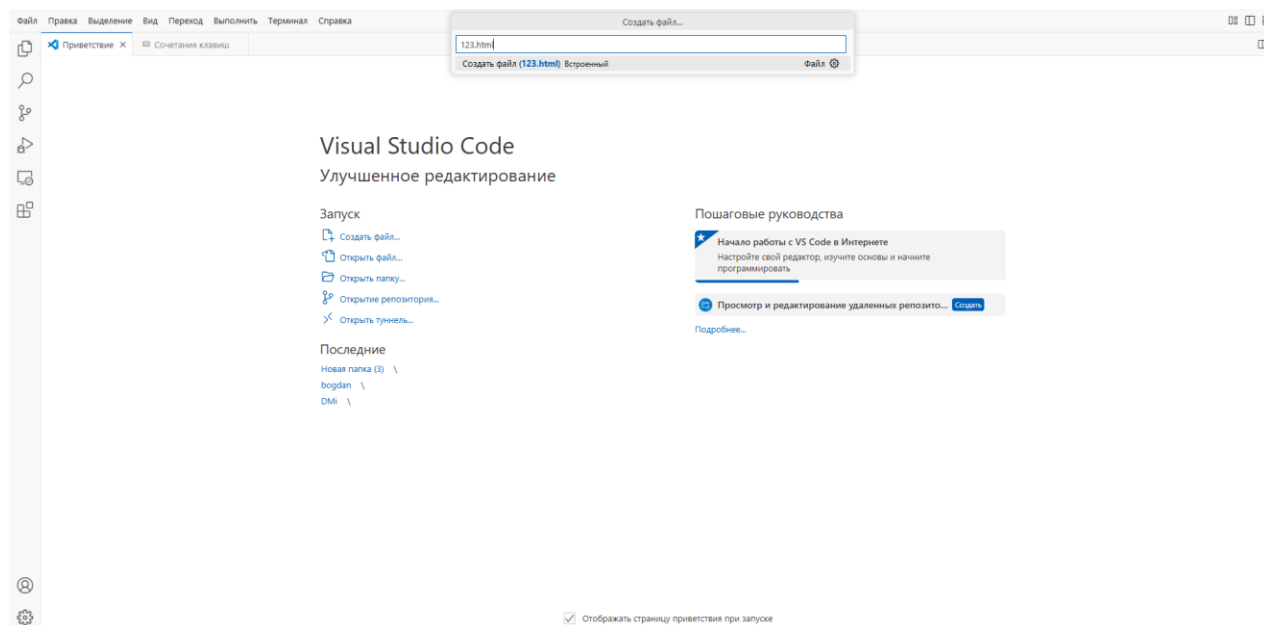 Файл Правка Выделение Вид Переход Выполнить Терминал Справка
Создать файл...
Приветствие
Сочетания клавиш
123.html
Создать файл (123.html) Встроенный Файл
Visual Studio Code
Улучшенное редактирование
Запуск
Создать файл...
Открыть файл...
Открыть папку...
Открытие репозитория...
Открыть туннель...
Последние
Новая папка (3) \
bogdan \
DMi \
Пошаговые руководства
Начало работы с VS Code в Интернете
Настройте свой редактор, изучите основы и начните
программировать
Просмотр и редактирование удаленных репозито... Создать
Подробнее...
Отображать страницу приветствия при запуске